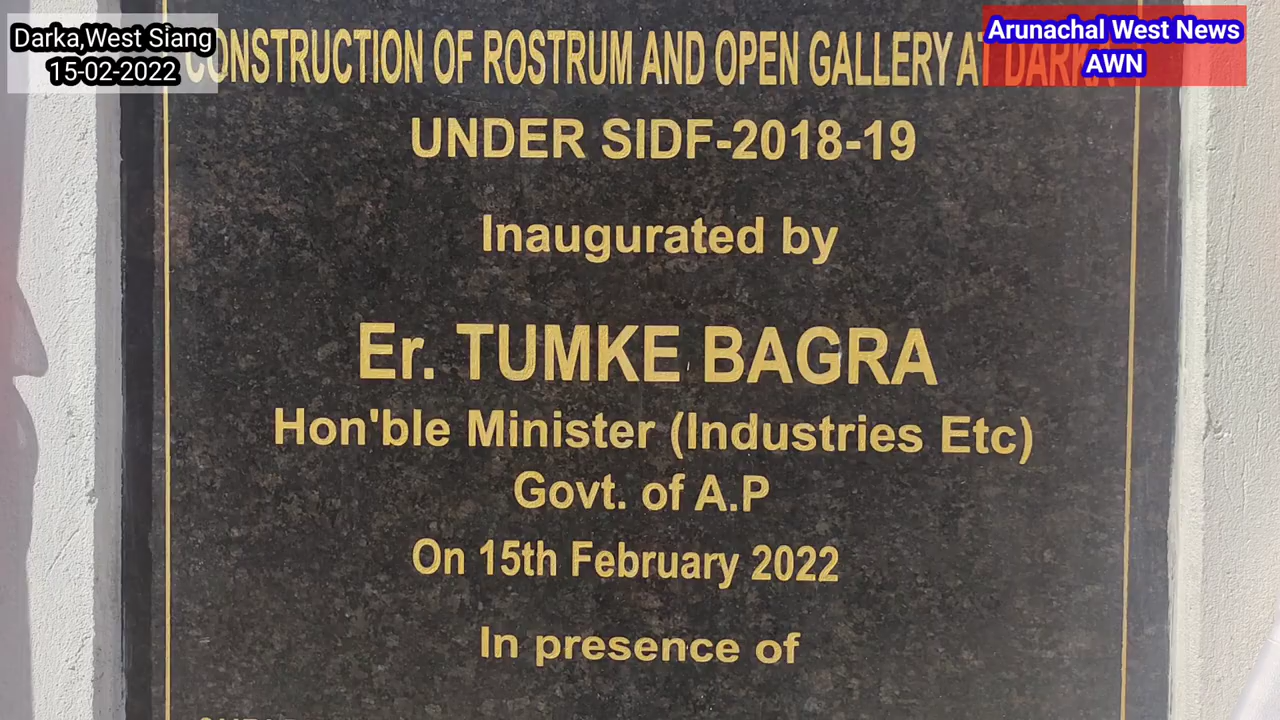 Darka,West Siang
15-02-2022
Arunachal West News
AWN
CONSTRUCTION OF ROSTRUM AND OPEN GALLERY AT DARKA
UNDER SIDF-2018-19
Inaugurated by
Er. TUMKE BAGRA
Hon'ble Minister (Industries Etc)
Govt. of A.P
On 15th February 2022
In presence of